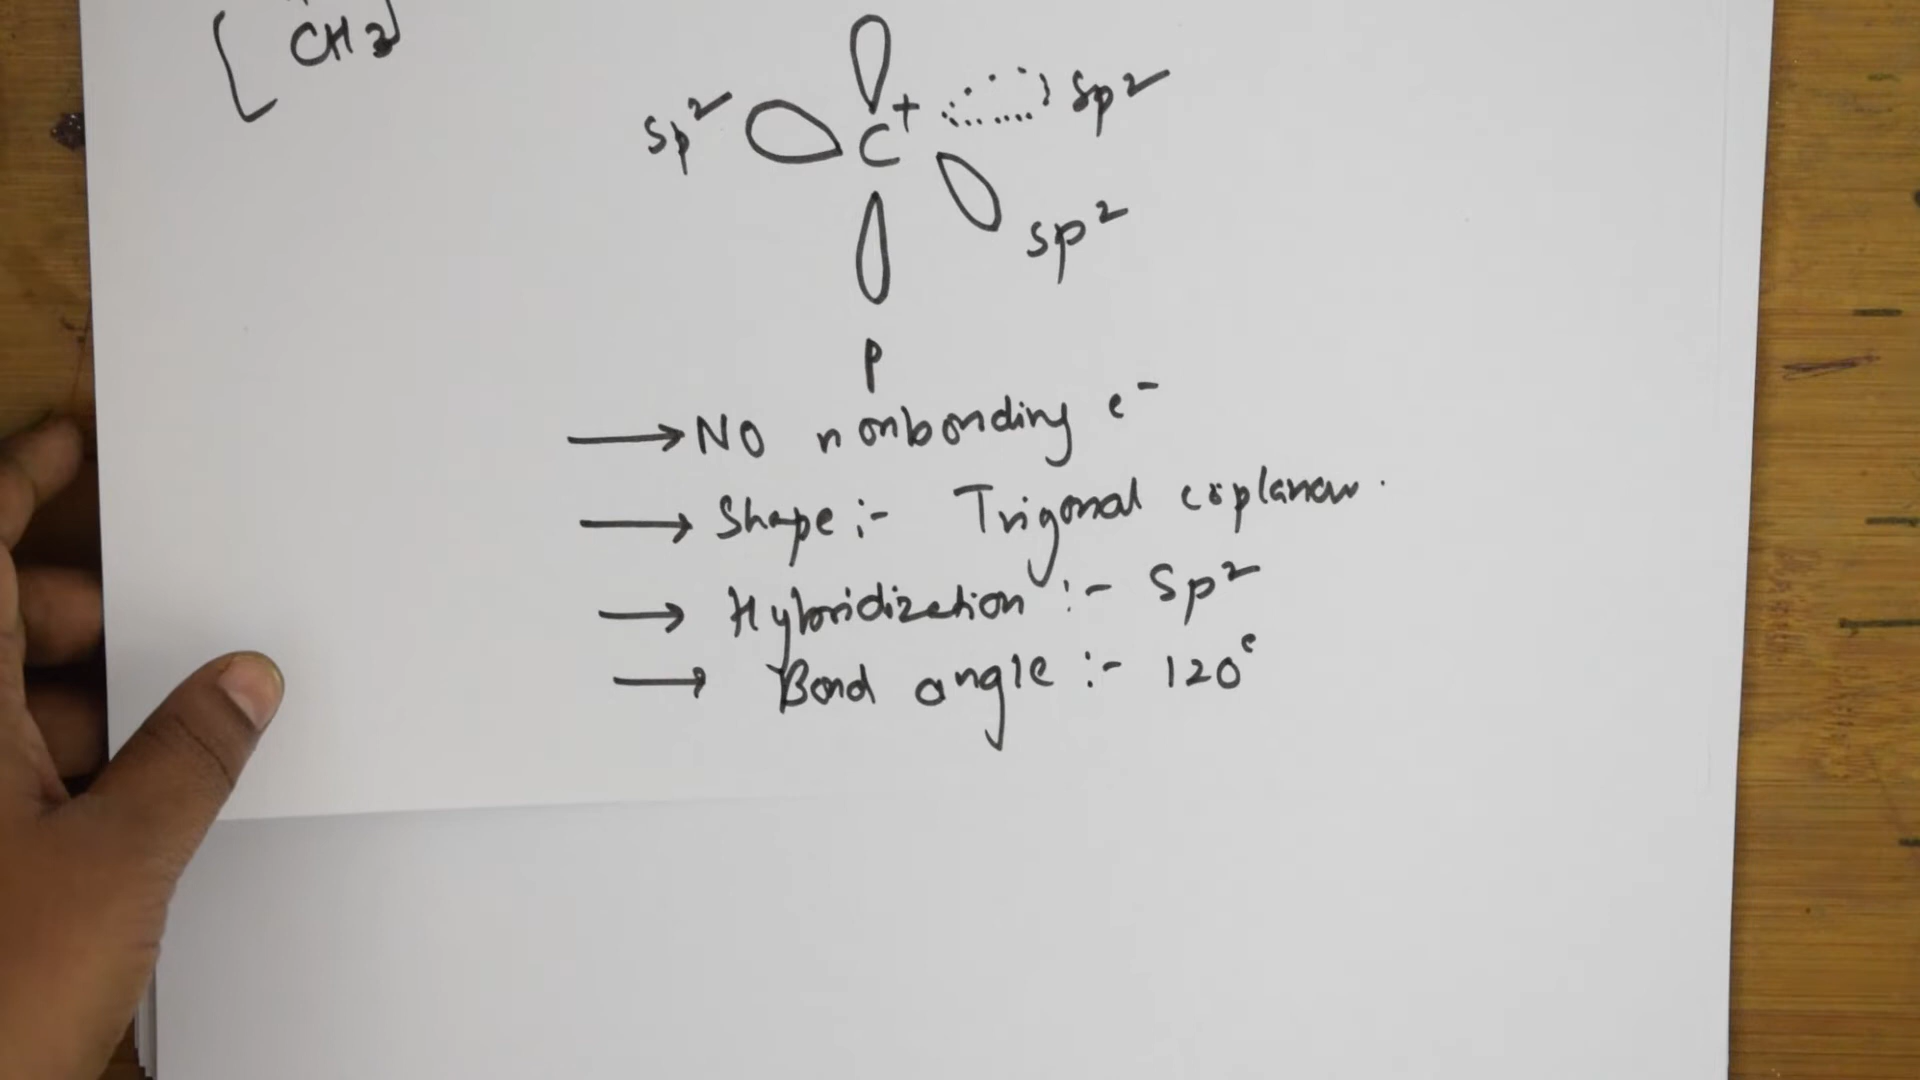 [CH3]
sp2
C+
sp2
sp2
P
→ NO nonbonding e-
→ Shape :- Trigonal coplanar.
→ Hybridization :- Sp2
→ Bond angle :- 120°